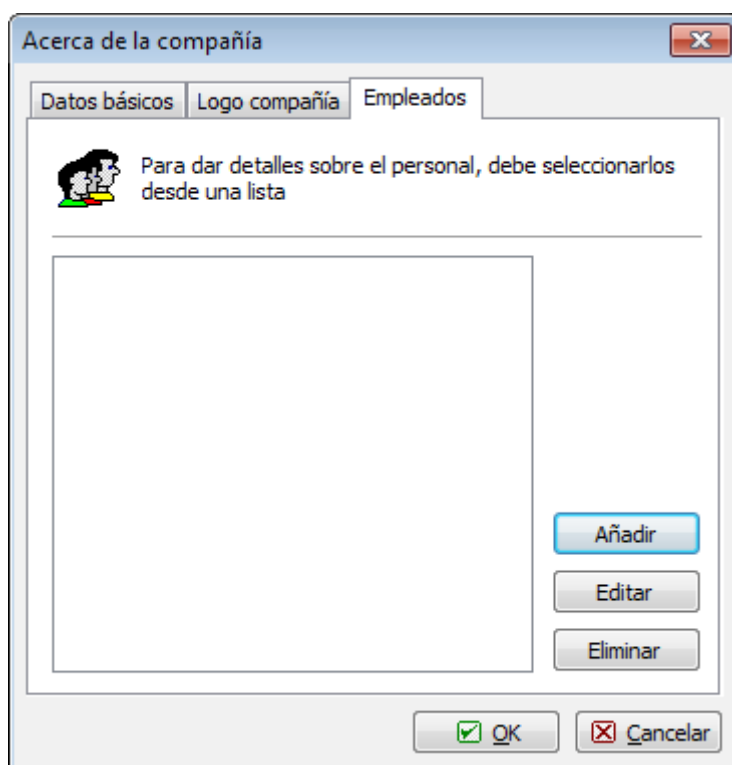 Acerca de la compañía
Datos básicos Logo compañía Empleados
Para dar detalles sobre el personal, debe seleccionarlos
desde una lista
Añadir
Editar
Eliminar
OK Cancelar